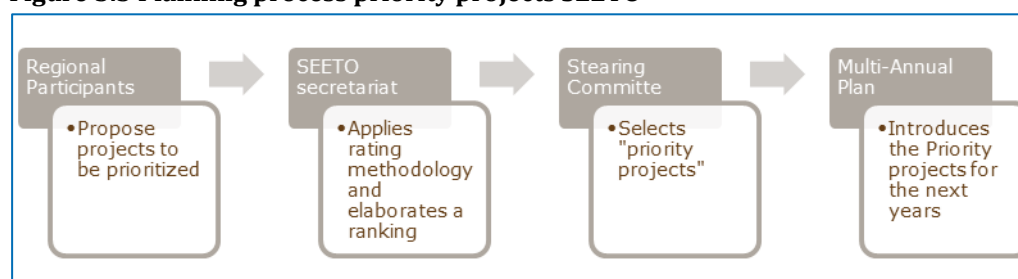 Regional
Participants
•Propose
projects to
be prioritized
SEETO
secretariat
•Applies
rating
methodology
and
elaborates a
ranking
Stearing
Committe
•Selects
"priority
projects"
Multi-Annual
Plan
•Introduces
the Priority
projects for
the next
years